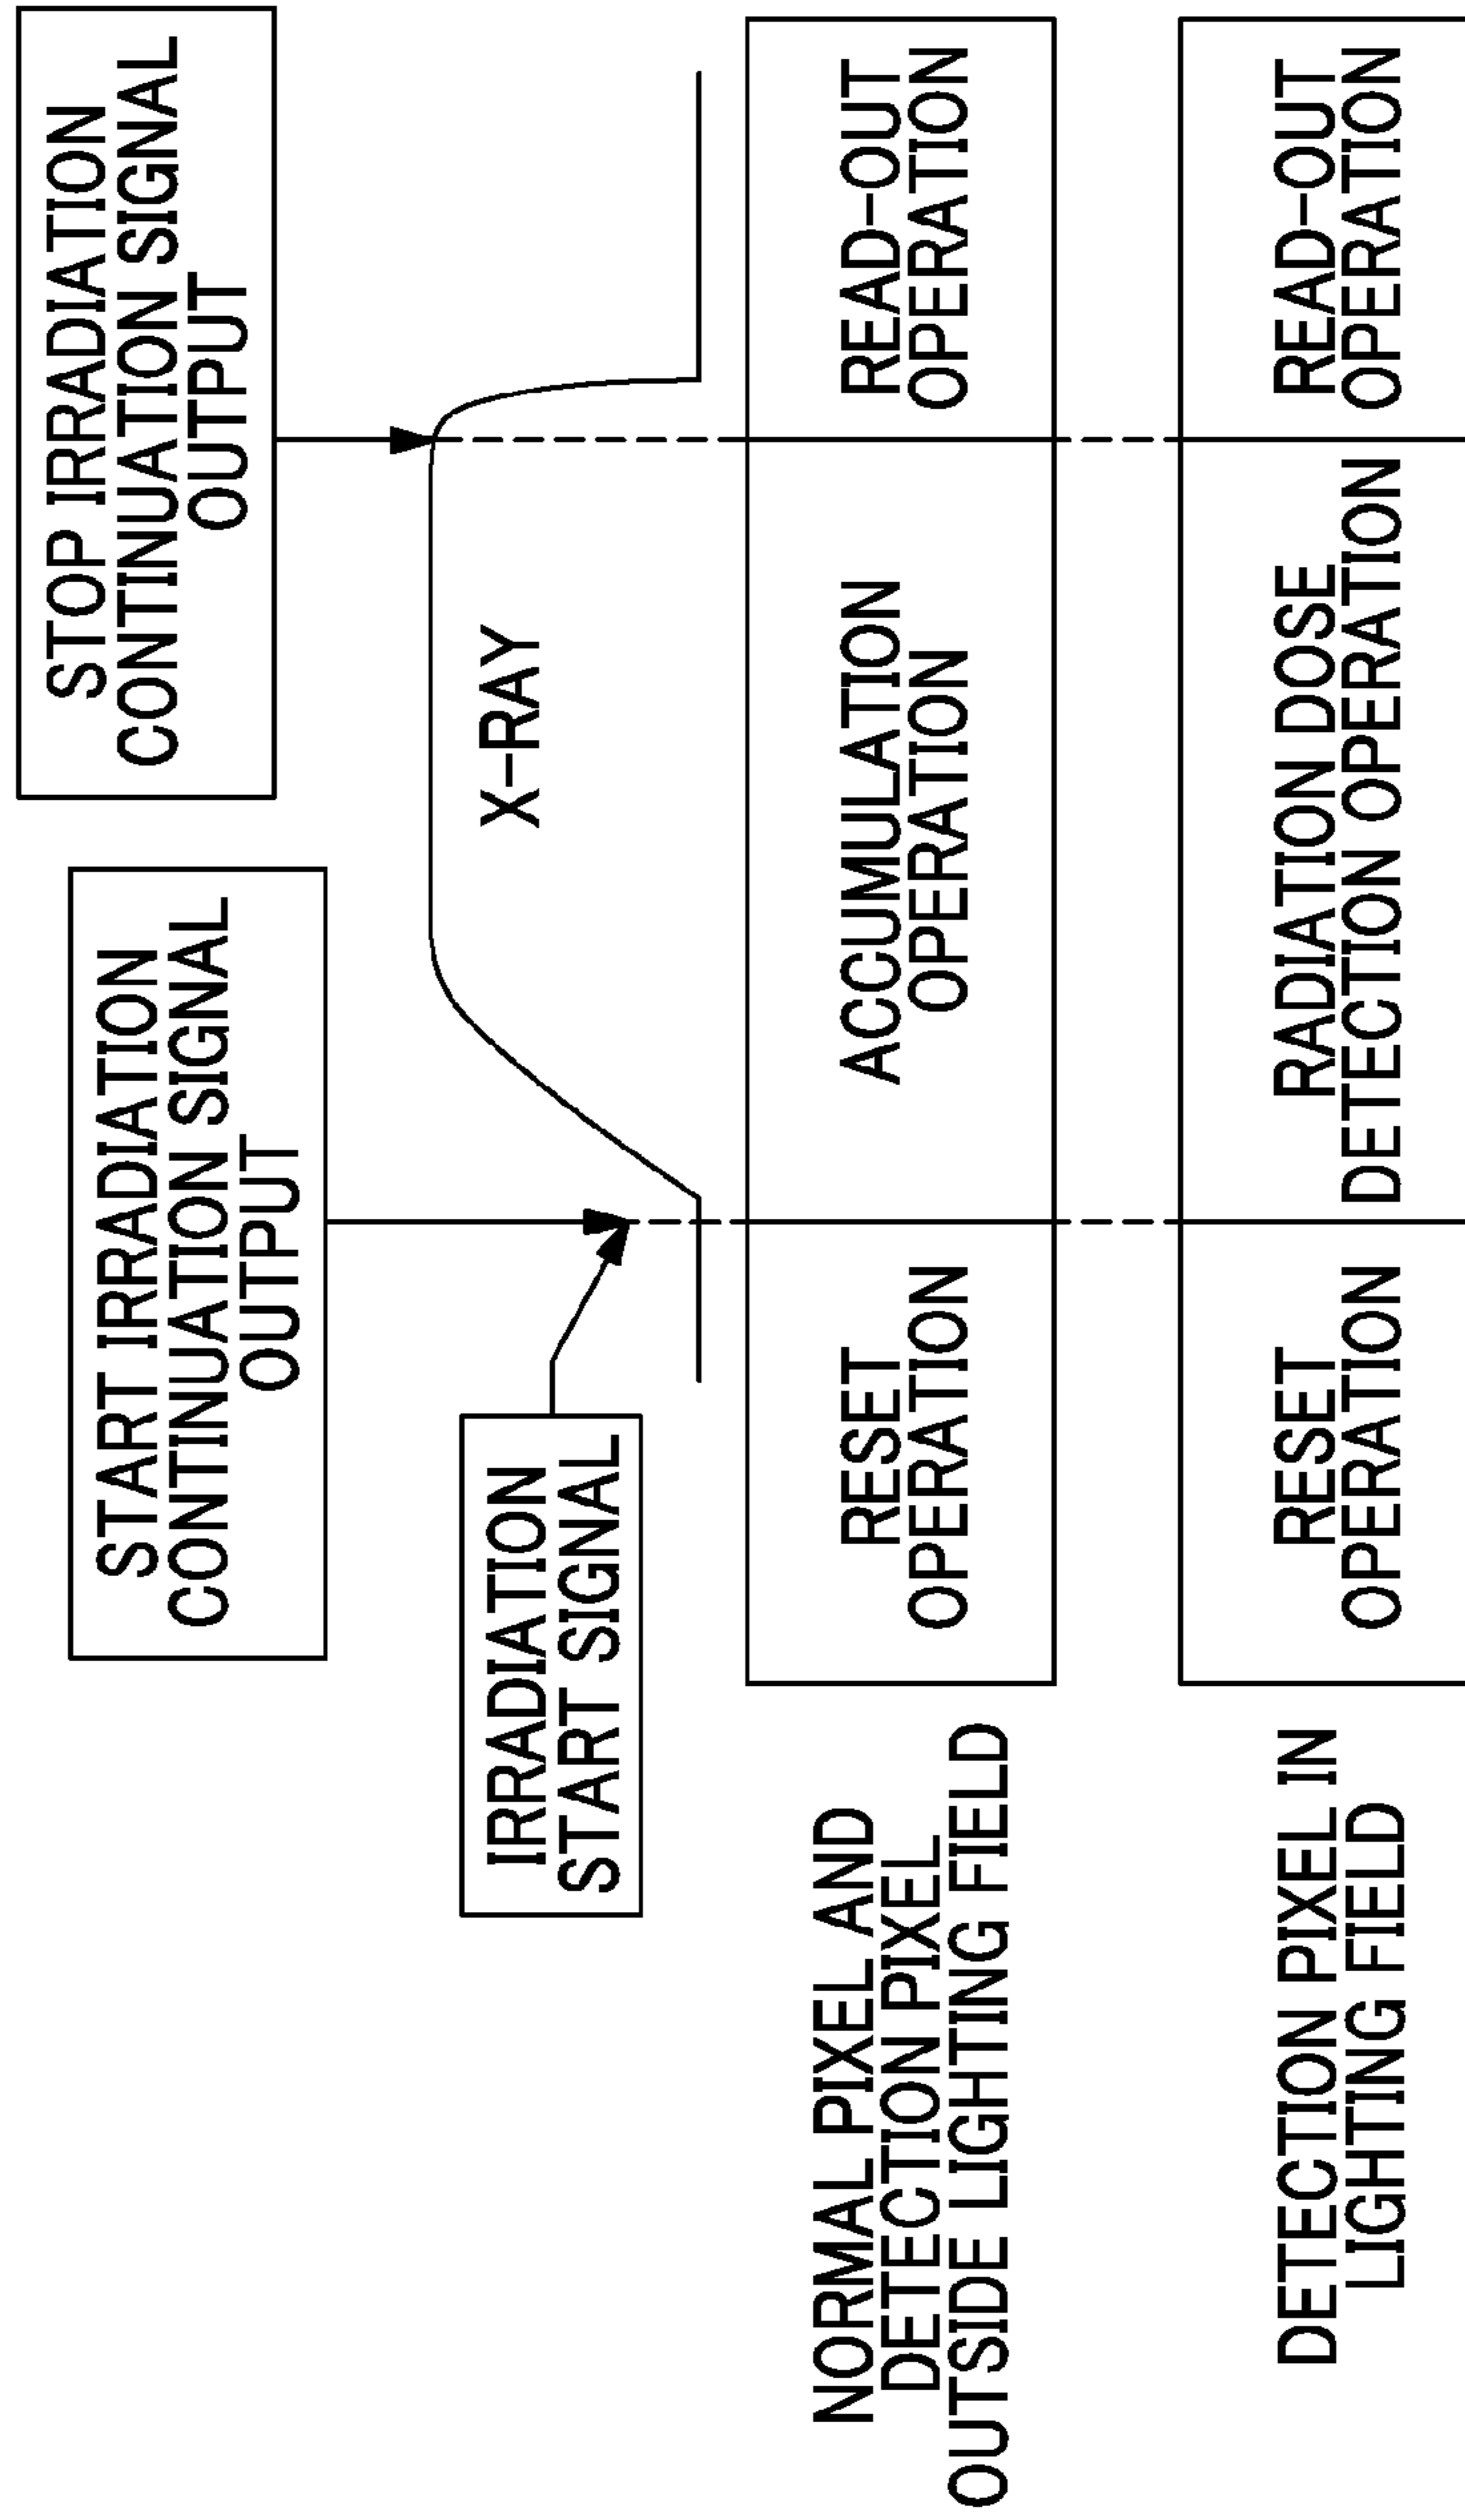 START IRRADIATION
CONTINUATION SIGNAL
OUTPUT
STOP IRRADIATION
CONTINUATION SIGNAL
OUTPUT
IRRADIATION
START SIGNAL
X-RAY
NORMAL PIXEL AND
DETECTION PIXEL
OUTSIDE LIGHTING FIELD
RESET
OPERATION
ACCUMULATION
OPERATION
READ-OUT
OPERATION
DETECTION PIXEL IN
LIGHTING FIELD
RESET
OPERATION
RADIATION DOSE
DETECTION OPERATION
READ-OUT
OPERATION